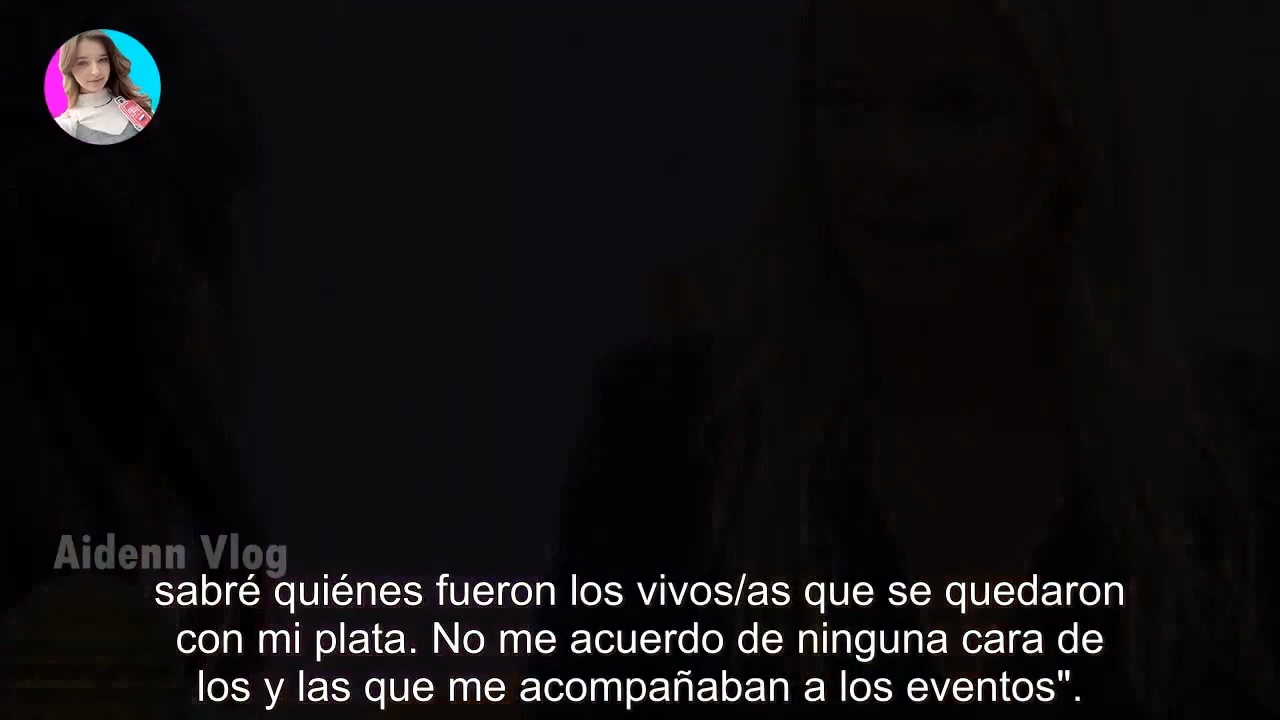 Aidenn Vlog
sabré quiénes fueron los vivos/as que se quedaron
con mi plata. No me acuerdo de ninguna cara de
los y las que me acompañaban a los eventos".